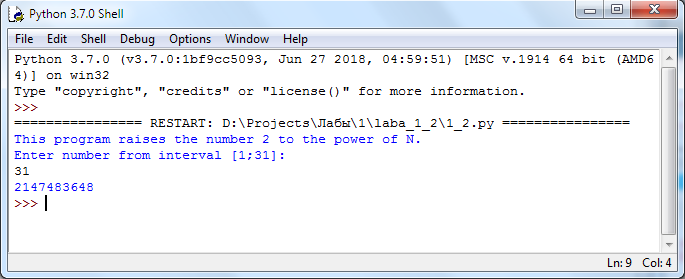 Python 3.7.0 Shell
File Edit Shell Debug Options Window Help
Python 3.7.0 (v3.7.0:1bf9cc5093, Jun 27 2018, 04:59:51) [MSC v.1914 64 bit (AMD6
4)] on win32
Type "copyright", "credits" or "license()" for more information.
>>>
================ RESTART: D:\Projects\Лабы\1\laba_1_2\1_2.py ================
This program raises the number 2 to the power of N.
Enter number from interval [1;31]:
31
2147483648
>>>
Ln: 9 Col: 4